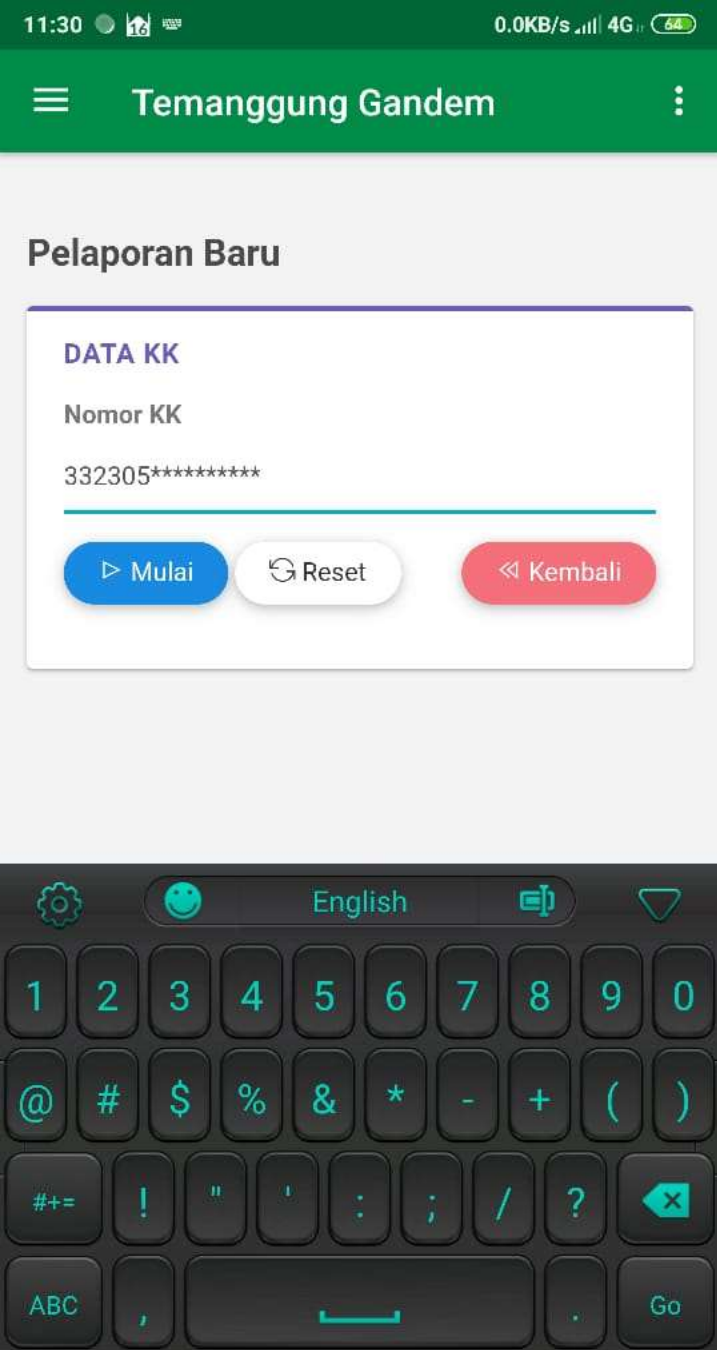 11:30 16 0.0KB/s 4G 64
Temanggung Gandem
Pelaporan Baru
DATA KK
Nomor KK
332305**********
Mulai Reset Kembali
English
1 2 3 4 5 6 7 8 9 0
@ # $ % & * - + ( )
#+= ! " ' : ; / ?
ABC , . Go